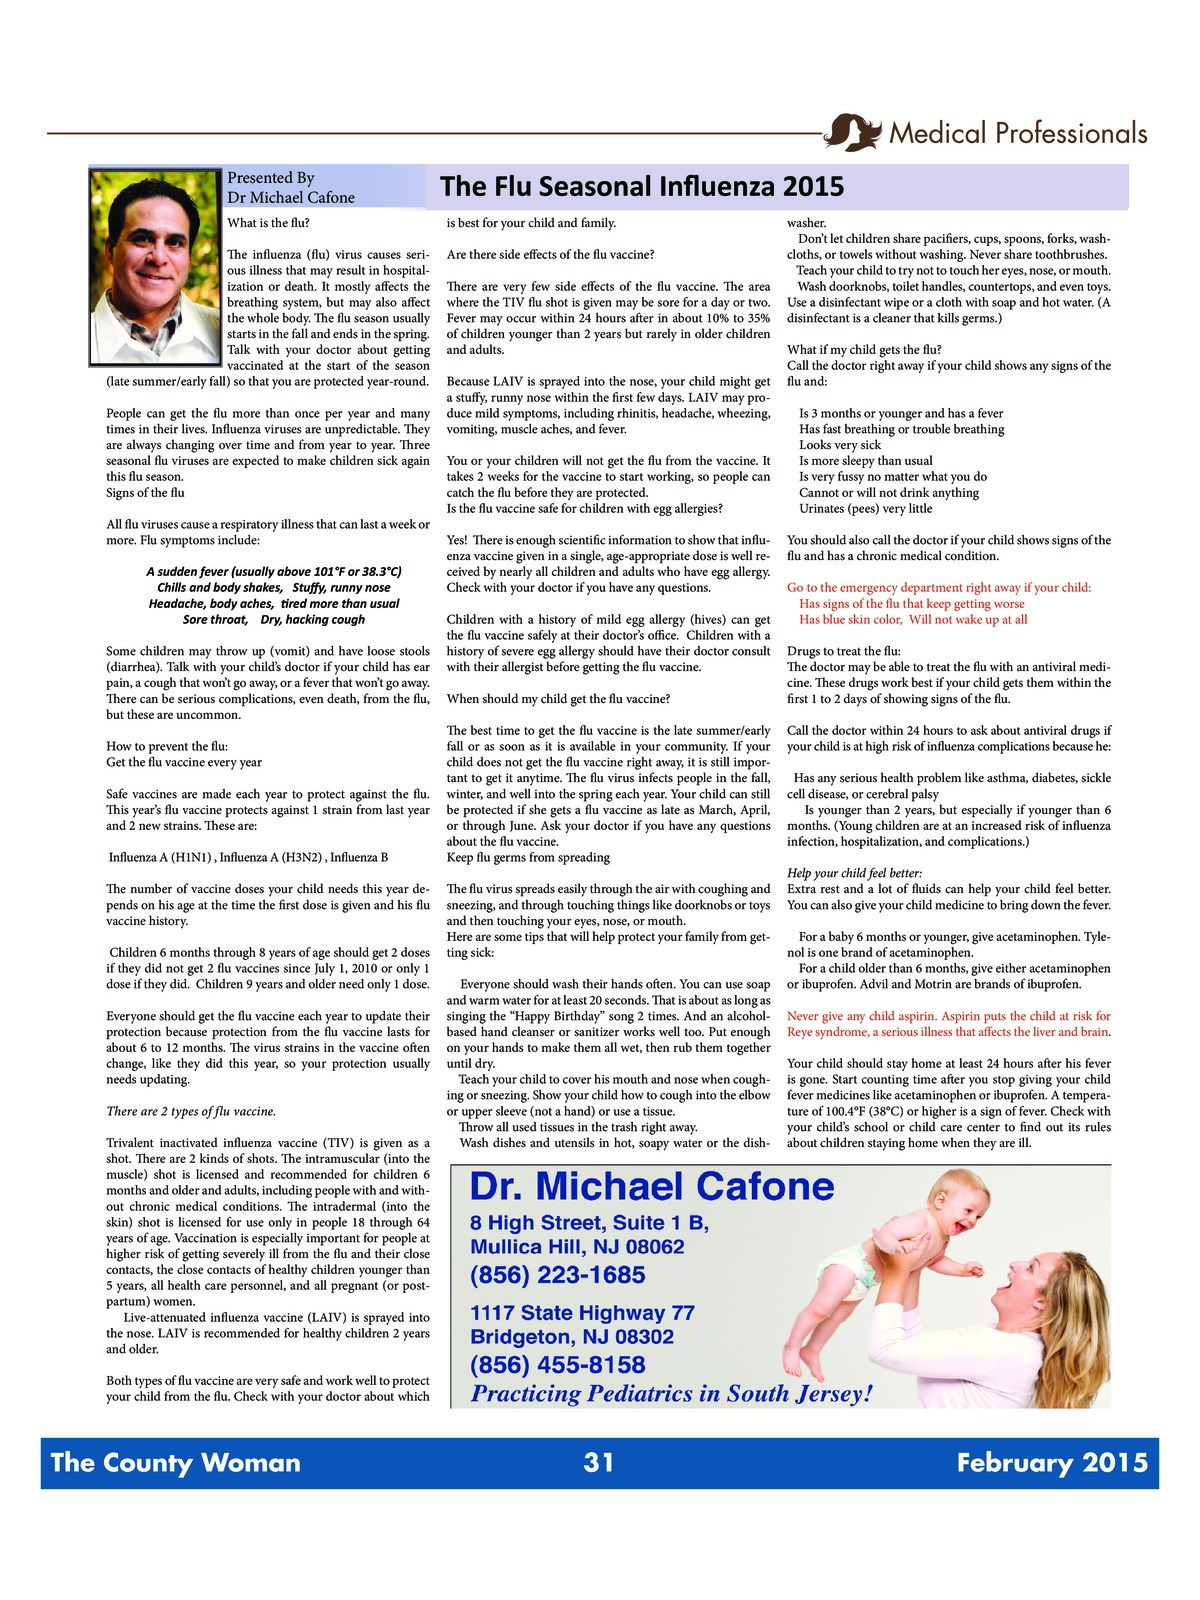 Medical Professionals
Presented By
Dr Michael Cafone
The Flu Seasonal Influenza 2015
What is the flu?
The influenza (flu) virus causes seri-
ous illness that may result in hospital-
ization or death. It mostly affects the
breathing system, but may also affect
the whole body. The flu season usually
starts in the fall and ends in the spring.
Talk with your doctor about getting
vaccinated at the start of the season
(late summer/early fall) so that you are protected year-round.
People can get the flu more than once per year and many
times in their lives. Influenza viruses are unpredictable. They
are always changing over time and from year to year. Three
seasonal flu viruses are expected to make children sick again
this flu season.
Signs of the flu
All flu viruses cause a respiratory illness that can last a week or
more. Flu symptoms include:
A sudden fever (usually above 101°F or 38.3°C)
Chills and body shakes, Stuffy, runny nose
Headache, body aches, tired more than usual
Sore throat, Dry, hacking cough
Some children may throw up (vomit) and have loose stools
(diarrhea). Talk with your child's doctor if your child has ear
pain, a cough that won't go away, or a fever that won't go away.
There can be serious complications, even death, from the flu,
but these are uncommon.
How to prevent the flu:
Get the flu vaccine every year
Safe vaccines are made each year to protect against the flu.
This year's flu vaccine protects against 1 strain from last year
and 2 new strains. These are:
Influenza A (H1N1) , Influenza A (H3N2) , Influenza B
The number of vaccine doses your child needs this year de-
pends on his age at the time the first dose is given and his flu
vaccine history.
Children 6 months through 8 years of age should get 2 doses
if they did not get 2 flu vaccines since July 1, 2010 or only 1
dose if they did. Children 9 years and older need only 1 dose.
Everyone should get the flu vaccine each year to update their
protection because protection from the flu vaccine lasts for
about 6 to 12 months. The virus strains in the vaccine often
change, like they did this year, so your protection usually
needs updating.
There are 2 types of flu vaccine.
Trivalent inactivated influenza vaccine (TIV) is given as a
shot. There are 2 kinds of shots. The intramuscular (into the
muscle) shot is licensed and recommended for children 6
months and older and adults, including people with and with-
out chronic medical conditions. The intradermal (into the
skin) shot is licensed for use only in people 18 through 64
years of age. Vaccination is especially important for people at
higher risk of getting severely ill from the flu and their close
contacts, the close contacts of healthy children younger than
5 years, all health care personnel, and all pregnant (or post-
partum) women.
Live-attenuated influenza vaccine (LAIV) is sprayed into
the nose. LAIV is recommended for healthy children 2 years
and older.
Both types of flu vaccine are very safe and work well to protect
your child from the flu. Check with your doctor about which
is best for your child and family.
Are there side effects of the flu vaccine?
There are very few side effects of the flu vaccine. The area
where the TIV flu shot is given may be sore for a day or two.
Fever may occur within 24 hours after in about 10% to 35%
of children younger than 2 years but rarely in older children
and adults.
Because LAIV is sprayed into the nose, your child might get
a stuffy, runny nose within the first few days. LAIV may pro-
duce mild symptoms, including rhinitis, headache, wheezing,
vomiting, muscle aches, and fever.
You or your children will not get the flu from the vaccine. It
takes 2 weeks for the vaccine to start working, so people can
catch the flu before they are protected.
Is the flu vaccine safe for children with egg allergies?
Yes! There is enough scientific information to show that influ-
enza vaccine given in a single, age-appropriate dose is well re-
ceived by nearly all children and adults who have egg allergy.
Check with your doctor if you have any questions.
Children with a history of mild egg allergy (hives) can get
the flu vaccine safely at their doctor's office. Children with a
history of severe egg allergy should have their doctor consult
with their allergist before getting the flu vaccine.
When should my child get the flu vaccine?
The best time to get the flu vaccine is the late summer/early
fall or as soon as it is available in your community. If your
child does not get the flu vaccine right away, it is still impor-
tant to get it anytime. The flu virus infects people in the fall,
winter, and well into the spring each year. Your child can still
be protected if she gets a flu vaccine as late as March, April,
or through June. Ask your doctor if you have any questions
about the flu vaccine.
Keep flu germs from spreading
The flu virus spreads easily through the air with coughing and
sneezing, and through touching things like doorknobs or toys
and then touching your eyes, nose, or mouth.
Here are some tips that will help protect your family from get-
ting sick:
Everyone should wash their hands often. You can use soap
and warm water for at least 20 seconds. That is about as long as
singing the "Happy Birthday" song 2 times. And an alcohol-
based hand cleanser or sanitizer works well too. Put enough
on your hands to make them all wet, then rub them together
until dry.
Teach your child to cover his mouth and nose when cough-
ing or sneezing. Show your child how to cough into the elbow
or upper sleeve (not a hand) or use a tissue.
Throw all used tissues in the trash right away.
Wash dishes and utensils in hot, soapy water or the dish-
washer.
Don't let children share pacifiers, cups, spoons, forks, wash-
cloths, or towels without washing. Never share toothbrushes.
Teach your child to try not to touch her eyes, nose, or mouth.
Wash doorknobs, toilet handles, countertops, and even toys.
Use a disinfectant wipe or a cloth with soap and hot water. (A
disinfectant is a cleaner that kills germs.)
What if my child gets the flu?
Call the doctor right away if your child shows any signs of the
flu and:
Is 3 months or younger and has a fever
Has fast breathing or trouble breathing
Looks very sick
Is more sleepy than usual
Is very fussy no matter what you do
Cannot or will not drink anything
Urinates (pees) very little
You should also call the doctor if your child shows signs of the
flu and has a chronic medical condition.
Go to the emergency department right away if your child:
Has signs of the flu that keep getting worse
Has blue skin color, Will not wake up at all
Drugs to treat the flu:
The doctor may be able to treat the flu with an antiviral medi-
cine. These drugs work best if your child gets them within the
first 1 to 2 days of showing signs of the flu.
Call the doctor within 24 hours to ask about antiviral drugs if
your child is at high risk of influenza complications because he:
Has any serious health problem like asthma, diabetes, sickle
cell disease, or cerebral palsy
Is younger than 2 years, but especially if younger than 6
months. (Young children are at an increased risk of influenza
infection, hospitalization, and complications.)
Help your child feel better:
Extra rest and a lot of fluids can help your child feel better.
You can also give your child medicine to bring down the fever.
For a baby 6 months or younger, give acetaminophen. Tyle-
nol is one brand of acetaminophen.
For a child older than 6 months, give either acetaminophen
or ibuprofen. Advil and Motrin are brands of ibuprofen.
Never give any child aspirin. Aspirin puts the child at risk for
Reye syndrome, a serious illness that affects the liver and brain.
Your child should stay home at least 24 hours after his fever
is gone. Start counting time after you stop giving your child
fever medicines like acetaminophen or ibuprofen. A tempera-
ture of 100.4°F (38°C) or higher is a sign of fever. Check with
your child's school or child care center to find out its rules
about children staying home when they are ill.
Dr. Michael Cafone
8 High Street, Suite 1 B,
Mullica Hill, NJ 08062
(856) 223-1685
1117 State Highway 77
Bridgeton, NJ 08302
(856) 455-8158
Practicing Pediatrics in South Jersey!
The County Woman 31 February 2015